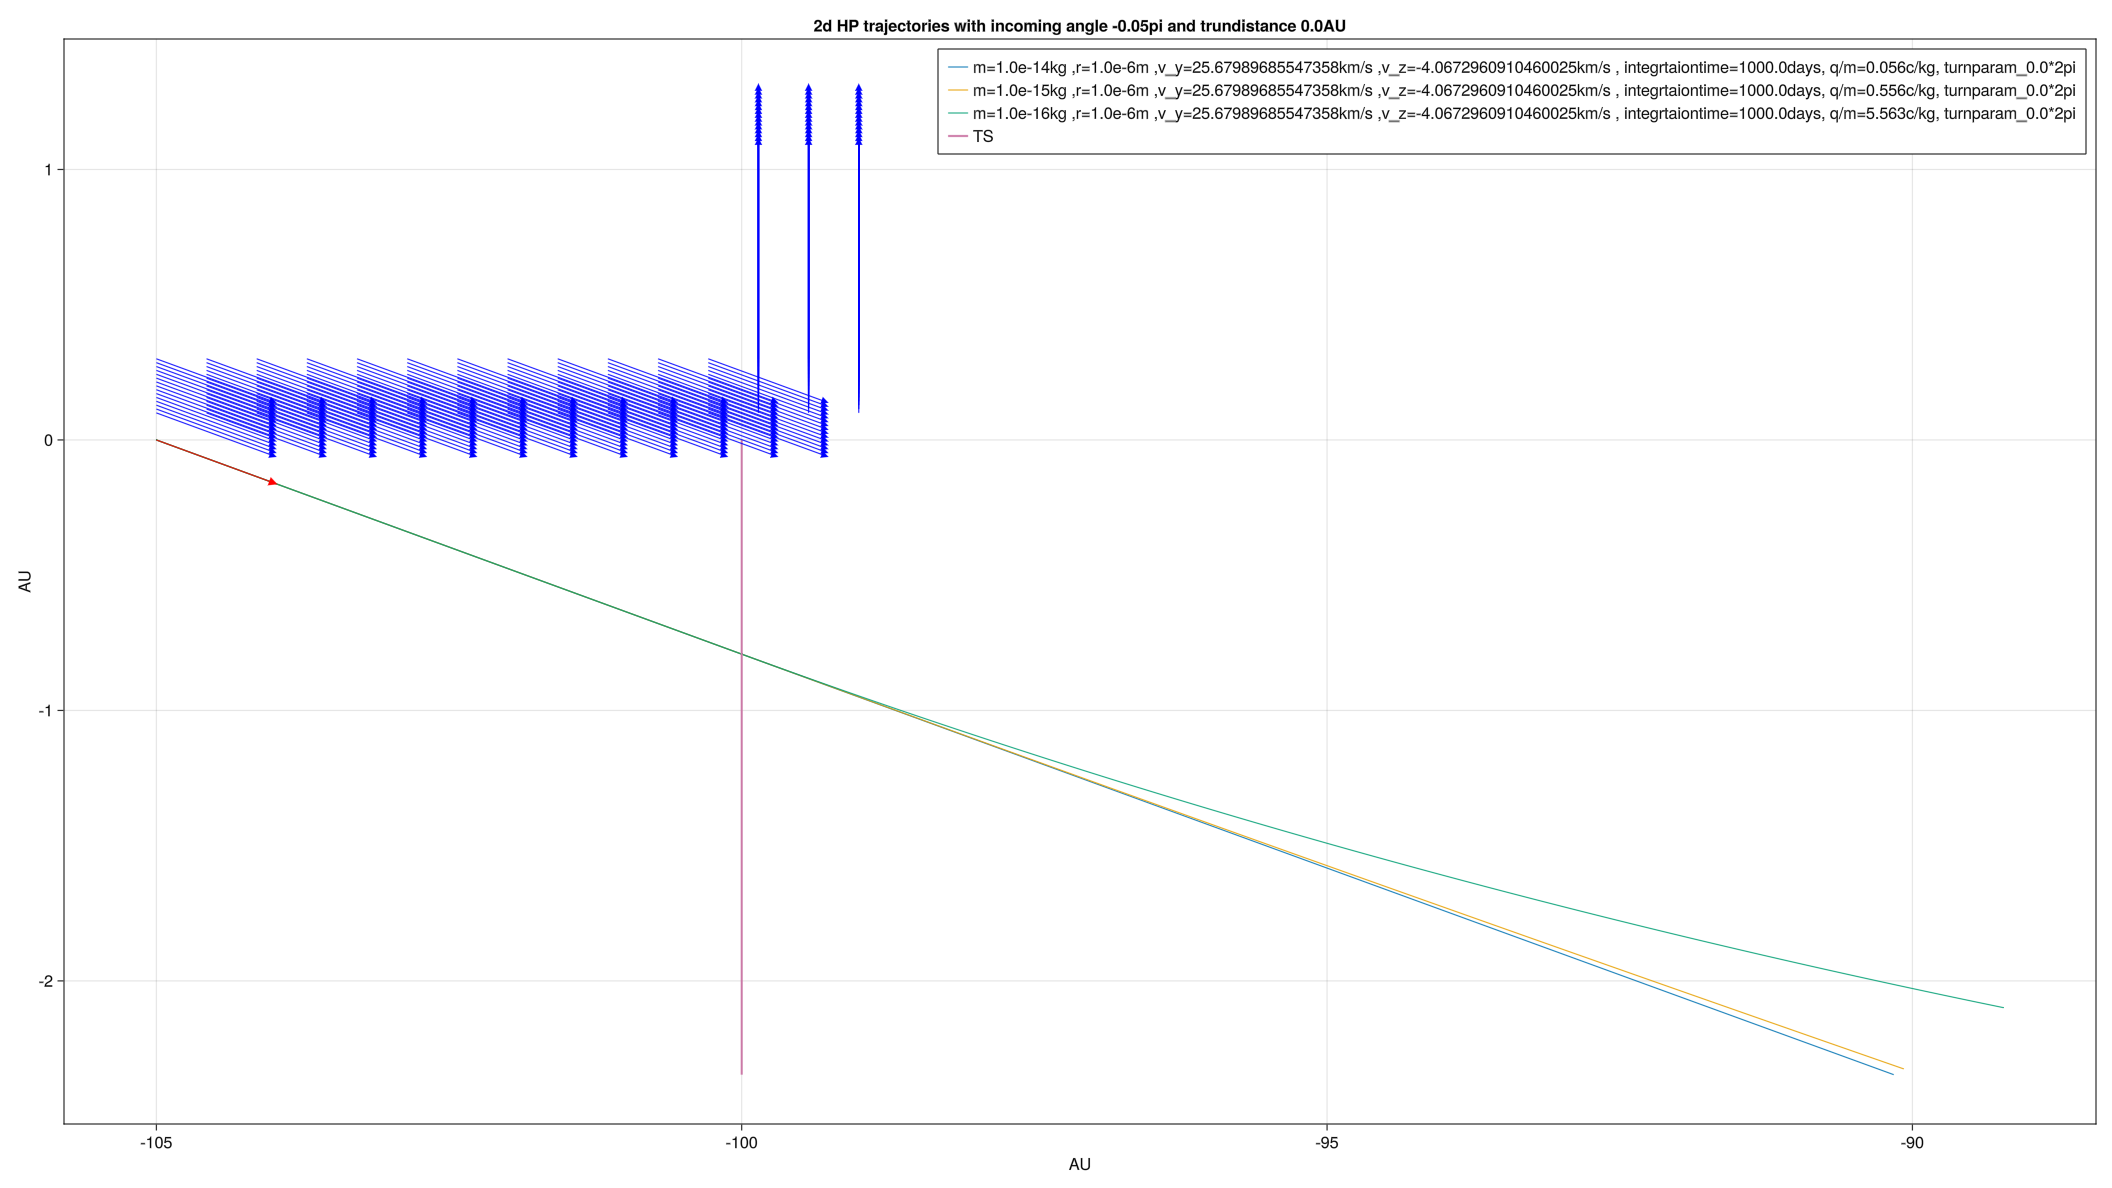 2d HP trajectories with incoming angle -0.05pi and trundistance 0.0AU
m=1.0e-14kg ,r=1.0e-6m ,v_y=25.67989685547358km/s ,v_z=-4.0672960910460025km/s , integrtaiontime=1000.0days, q/m=0.056c/kg, turnparam_0.0*2pi
m=1.0e-15kg ,r=1.0e-6m ,v_y=25.67989685547358km/s ,v_z=-4.0672960910460025km/s , integrtaiontime=1000.0days, q/m=0.556c/kg, turnparam_0.0*2pi
m=1.0e-16kg ,r=1.0e-6m ,v_y=25.67989685547358km/s ,v_z=-4.0672960910460025km/s , integrtaiontime=1000.0days, q/m=5.563c/kg, turnparam_0.0*2pi
TS
1
0
-1
-2
AU
-105
-100
-95
-90
AU